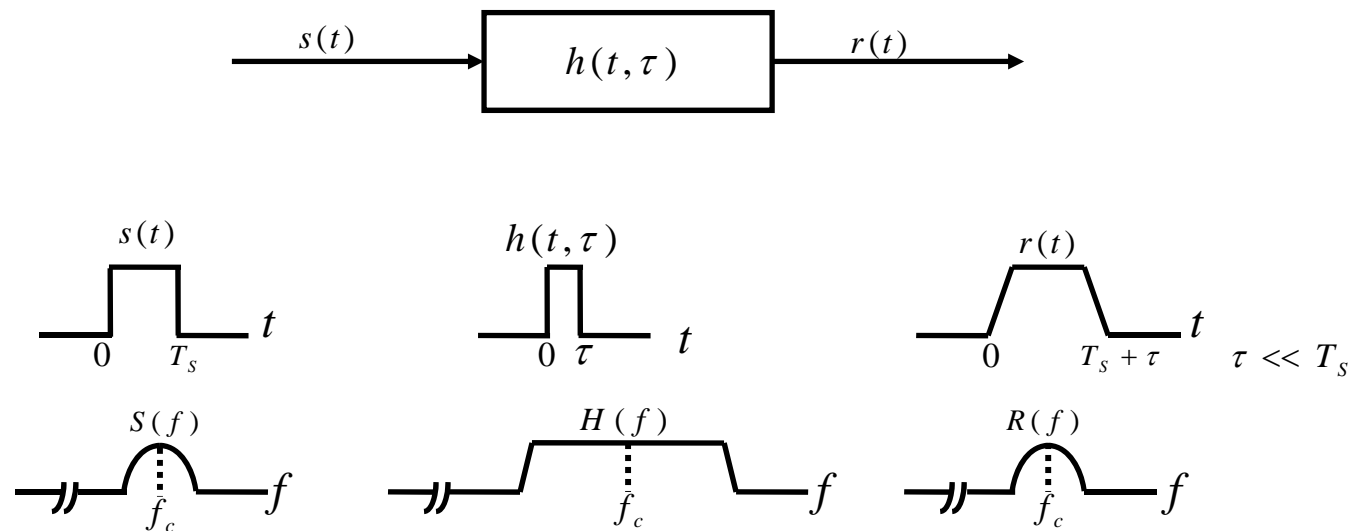 s(t) h(t,τ) r(t)
s(t) h(t,τ) r(t)
t t t
0 T_S 0 τ 0 T_S + τ τ << T_S
S(f) H(f) R(f)
f f f
f_c f_c f_c